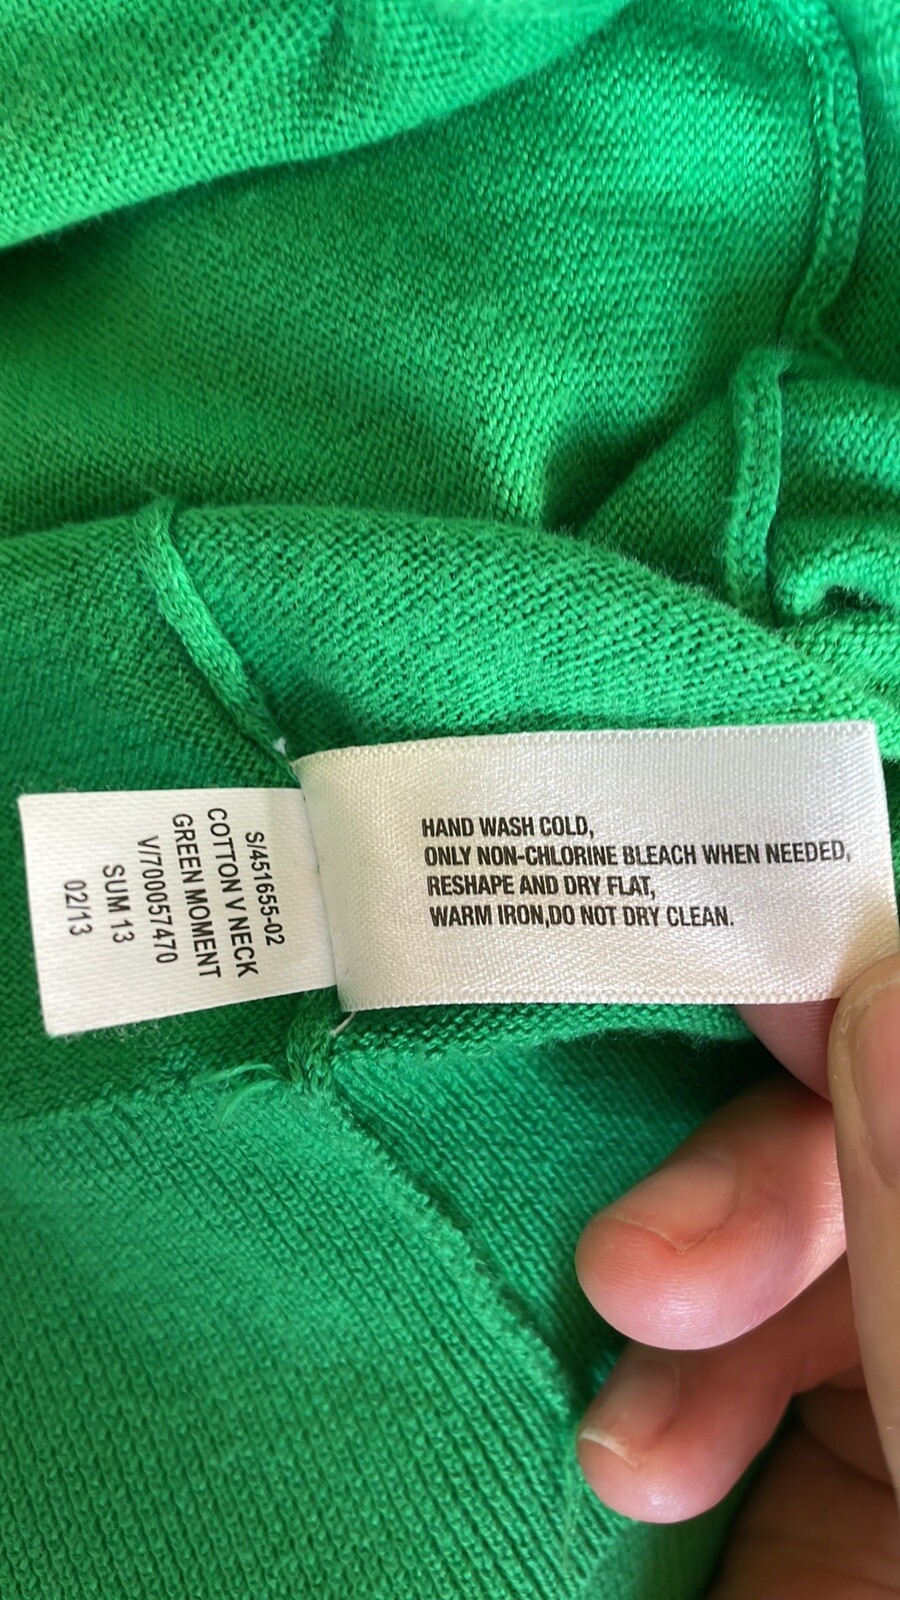 S/451655-02
COTTON V NECK
GREEN MOMENT
V/700057470
SUM 13
02/13
HAND WASH COLD,
ONLY NON-CHLORINE BLEACH WHEN NEEDED,
RESHAPE AND DRY FLAT,
WARM IRON,DO NOT DRY CLEAN.